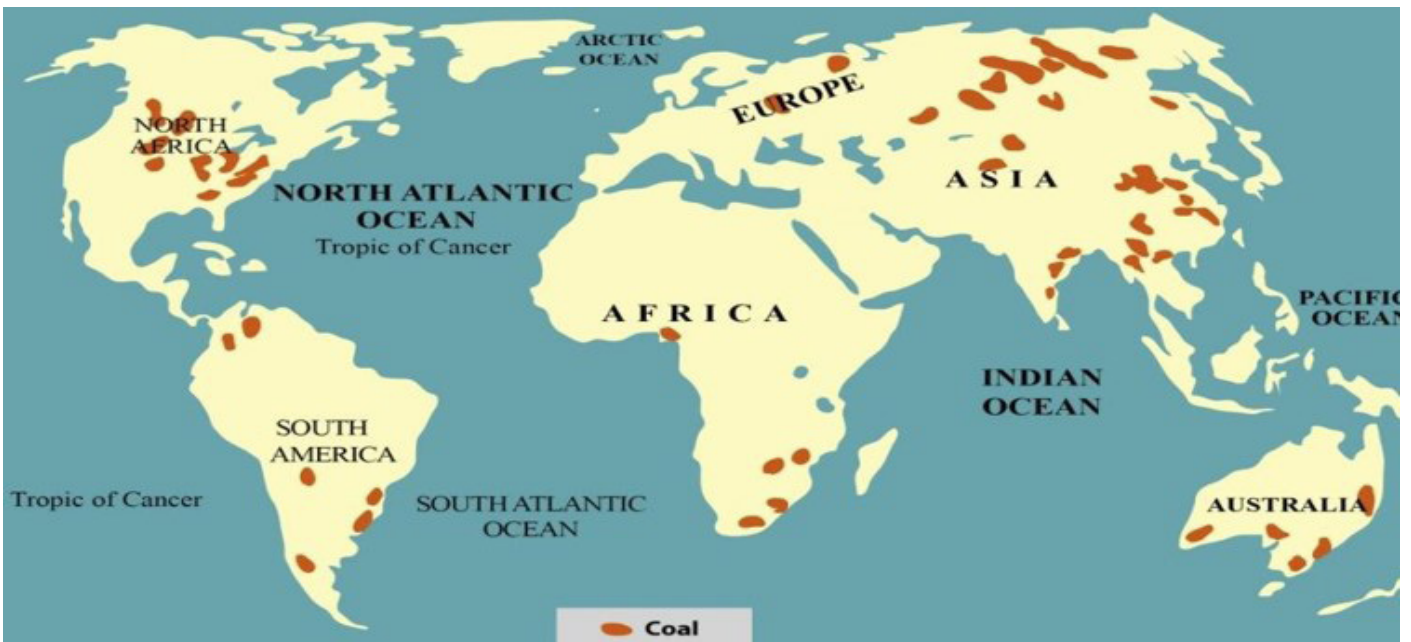 ARCTIC
OCEAN
EUROPE
NORTH
AERICA
ASIA
NORTH ATLANTIC
OCEAN
Tropic of Cancer
AFRICA
PACIFIC
OCEAN
INDIAN
OCEAN
SOUTH
AMERICA
Tropic of Cancer
SOUTH ATLANTIC
OCEAN
AUSTRALIA
Coal